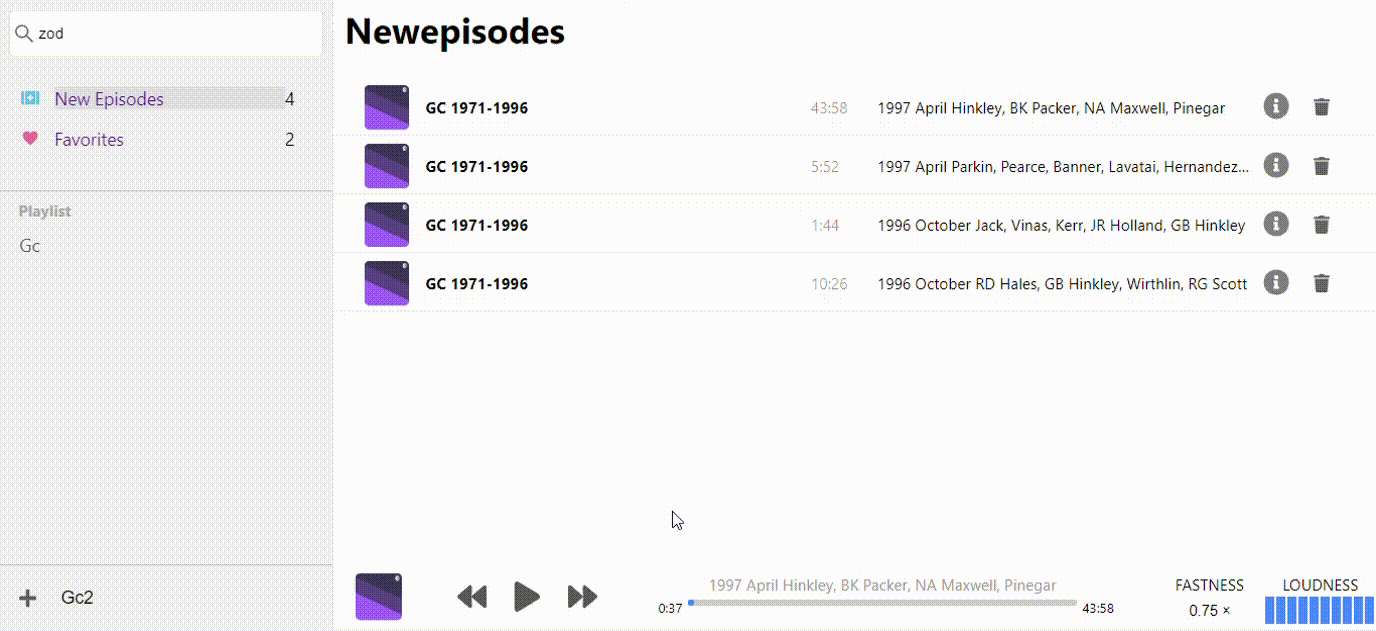 zod
New Episodes 4
Favorites 2
Playlist
Gc
Gc2
Newepisodes
GC 1971-1996 43:58 1997 April Hinkley, BK Packer, NA Maxwell, Pinegar
GC 1971-1996 5:52 1997 April Parkin, Pearce, Banner, Lavatai, Hernandez...
GC 1971-1996 1:44 1996 October Jack, Vinas, Kerr, JR Holland, GB Hinkley
GC 1971-1996 10:26 1996 October RD Hales, GB Hinkley, Wirthlin, RG Scott
1997 April Hinkley, BK Packer, NA Maxwell, Pinegar
0:37 43:58
FASTNESS
0.75 ×
LOUDNESS